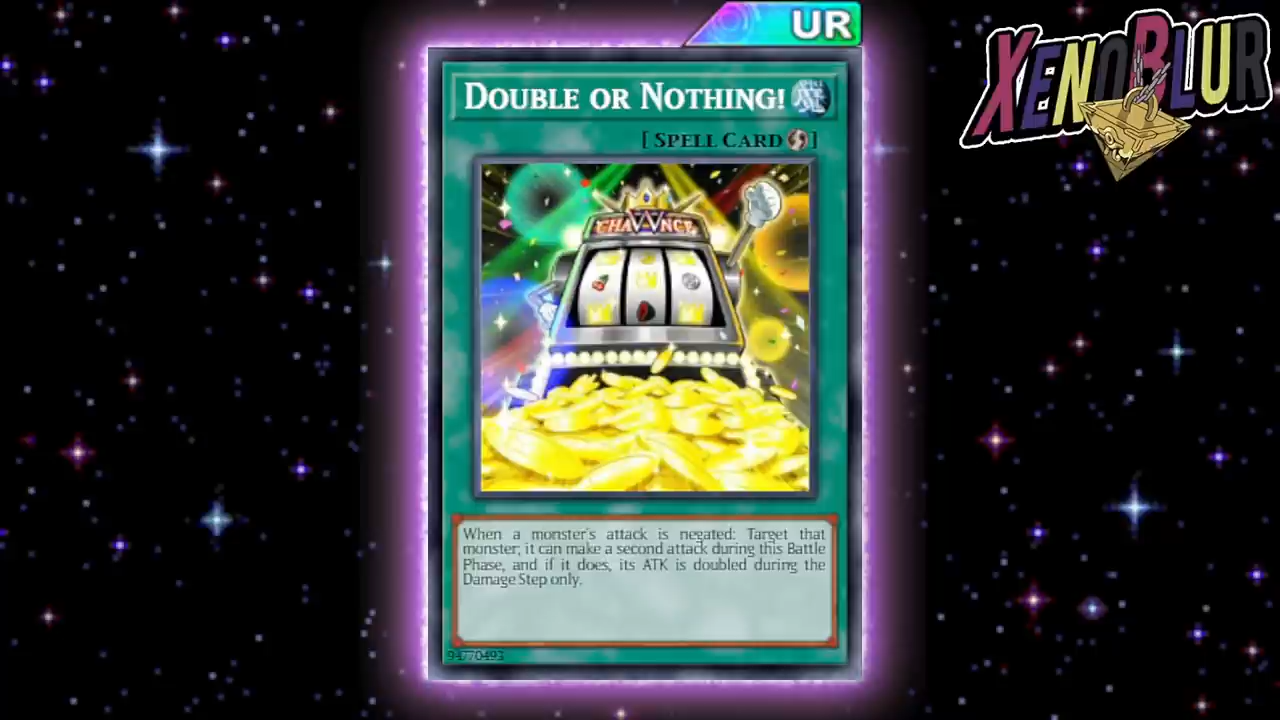 UR
XENOBLUR
DOUBLE OR NOTHING!
[ SPELL CARD ]
CHAWNCE
When a monster's attack is negated: Target that
monster; it can make a second attack during this Battle
Phase, and if it does, its ATK is doubled during the
Damage Step only.
94770493